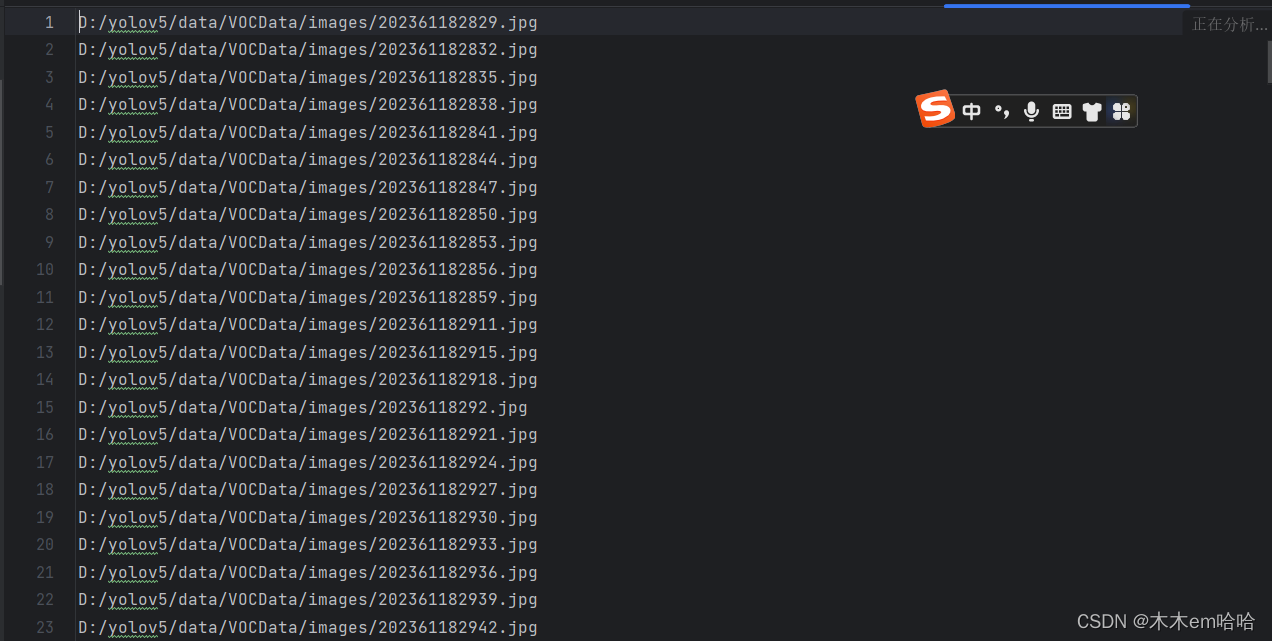 1 D:/yolov5/data/VOCData/images/202361182829.jpg 正在分析...
2 D:/yolov5/data/VOCData/images/202361182832.jpg
3 D:/yolov5/data/VOCData/images/202361182835.jpg
4 D:/yolov5/data/VOCData/images/202361182838.jpg
S 中
5 D:/yolov5/data/VOCData/images/202361182841.jpg
6 D:/yolov5/data/VOCData/images/202361182844.jpg
7 D:/yolov5/data/VOCData/images/202361182847.jpg
8 D:/yolov5/data/VOCData/images/202361182850.jpg
9 D:/yolov5/data/VOCData/images/202361182853.jpg
10 D:/yolov5/data/VOCData/images/202361182856.jpg
11 D:/yolov5/data/VOCData/images/202361182859.jpg
12 D:/yolov5/data/VOCData/images/202361182911.jpg
13 D:/yolov5/data/VOCData/images/202361182915.jpg
14 D:/yolov5/data/VOCData/images/202361182918.jpg
15 D:/yolov5/data/VOCData/images/20236118292.jpg
16 D:/yolov5/data/VOCData/images/202361182921.jpg
17 D:/yolov5/data/VOCData/images/202361182924.jpg
18 D:/yolov5/data/VOCData/images/202361182927.jpg
19 D:/yolov5/data/VOCData/images/202361182930.jpg
20 D:/yolov5/data/VOCData/images/202361182933.jpg
21 D:/yolov5/data/VOCData/images/202361182936.jpg
22 D:/yolov5/data/VOCData/images/202361182939.jpg
23 D:/yolov5/data/VOCData/images/202361182942.jpg
CSDN @木木em哈哈